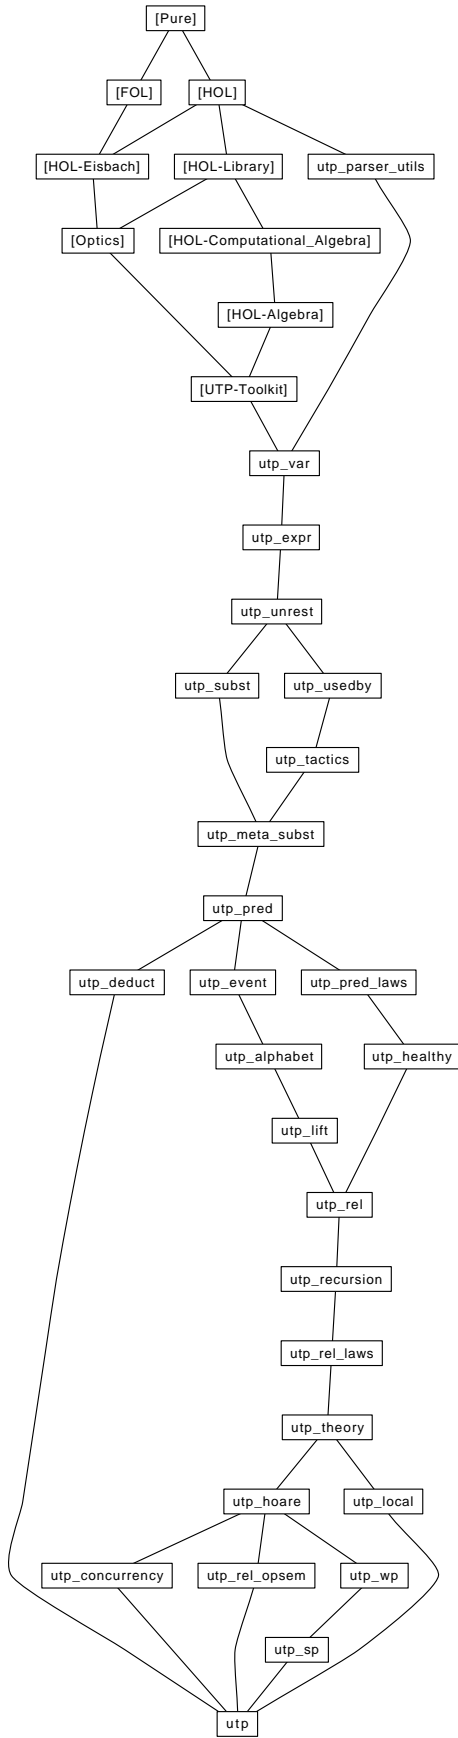 [Pure]
[FOL]
[HOL]
[HOL-Eisbach]
[HOL-Library]
utp_parser_utils
[Optics]
[HOL-Computational_Algebra]
[HOL-Algebra]
[UTP-Toolkit]
utp_var
utp_expr
utp_unrest
utp_subst
utp_usedby
utp_tactics
utp_meta_subst
utp_pred
utp_deduct
utp_event
utp_pred_laws
utp_alphabet
utp_healthy
utp_lift
utp_rel
utp_recursion
utp_rel_laws
utp_theory
utp_hoare
utp_local
utp_concurrency
utp_rel_opsem
utp_wp
utp_sp
utp